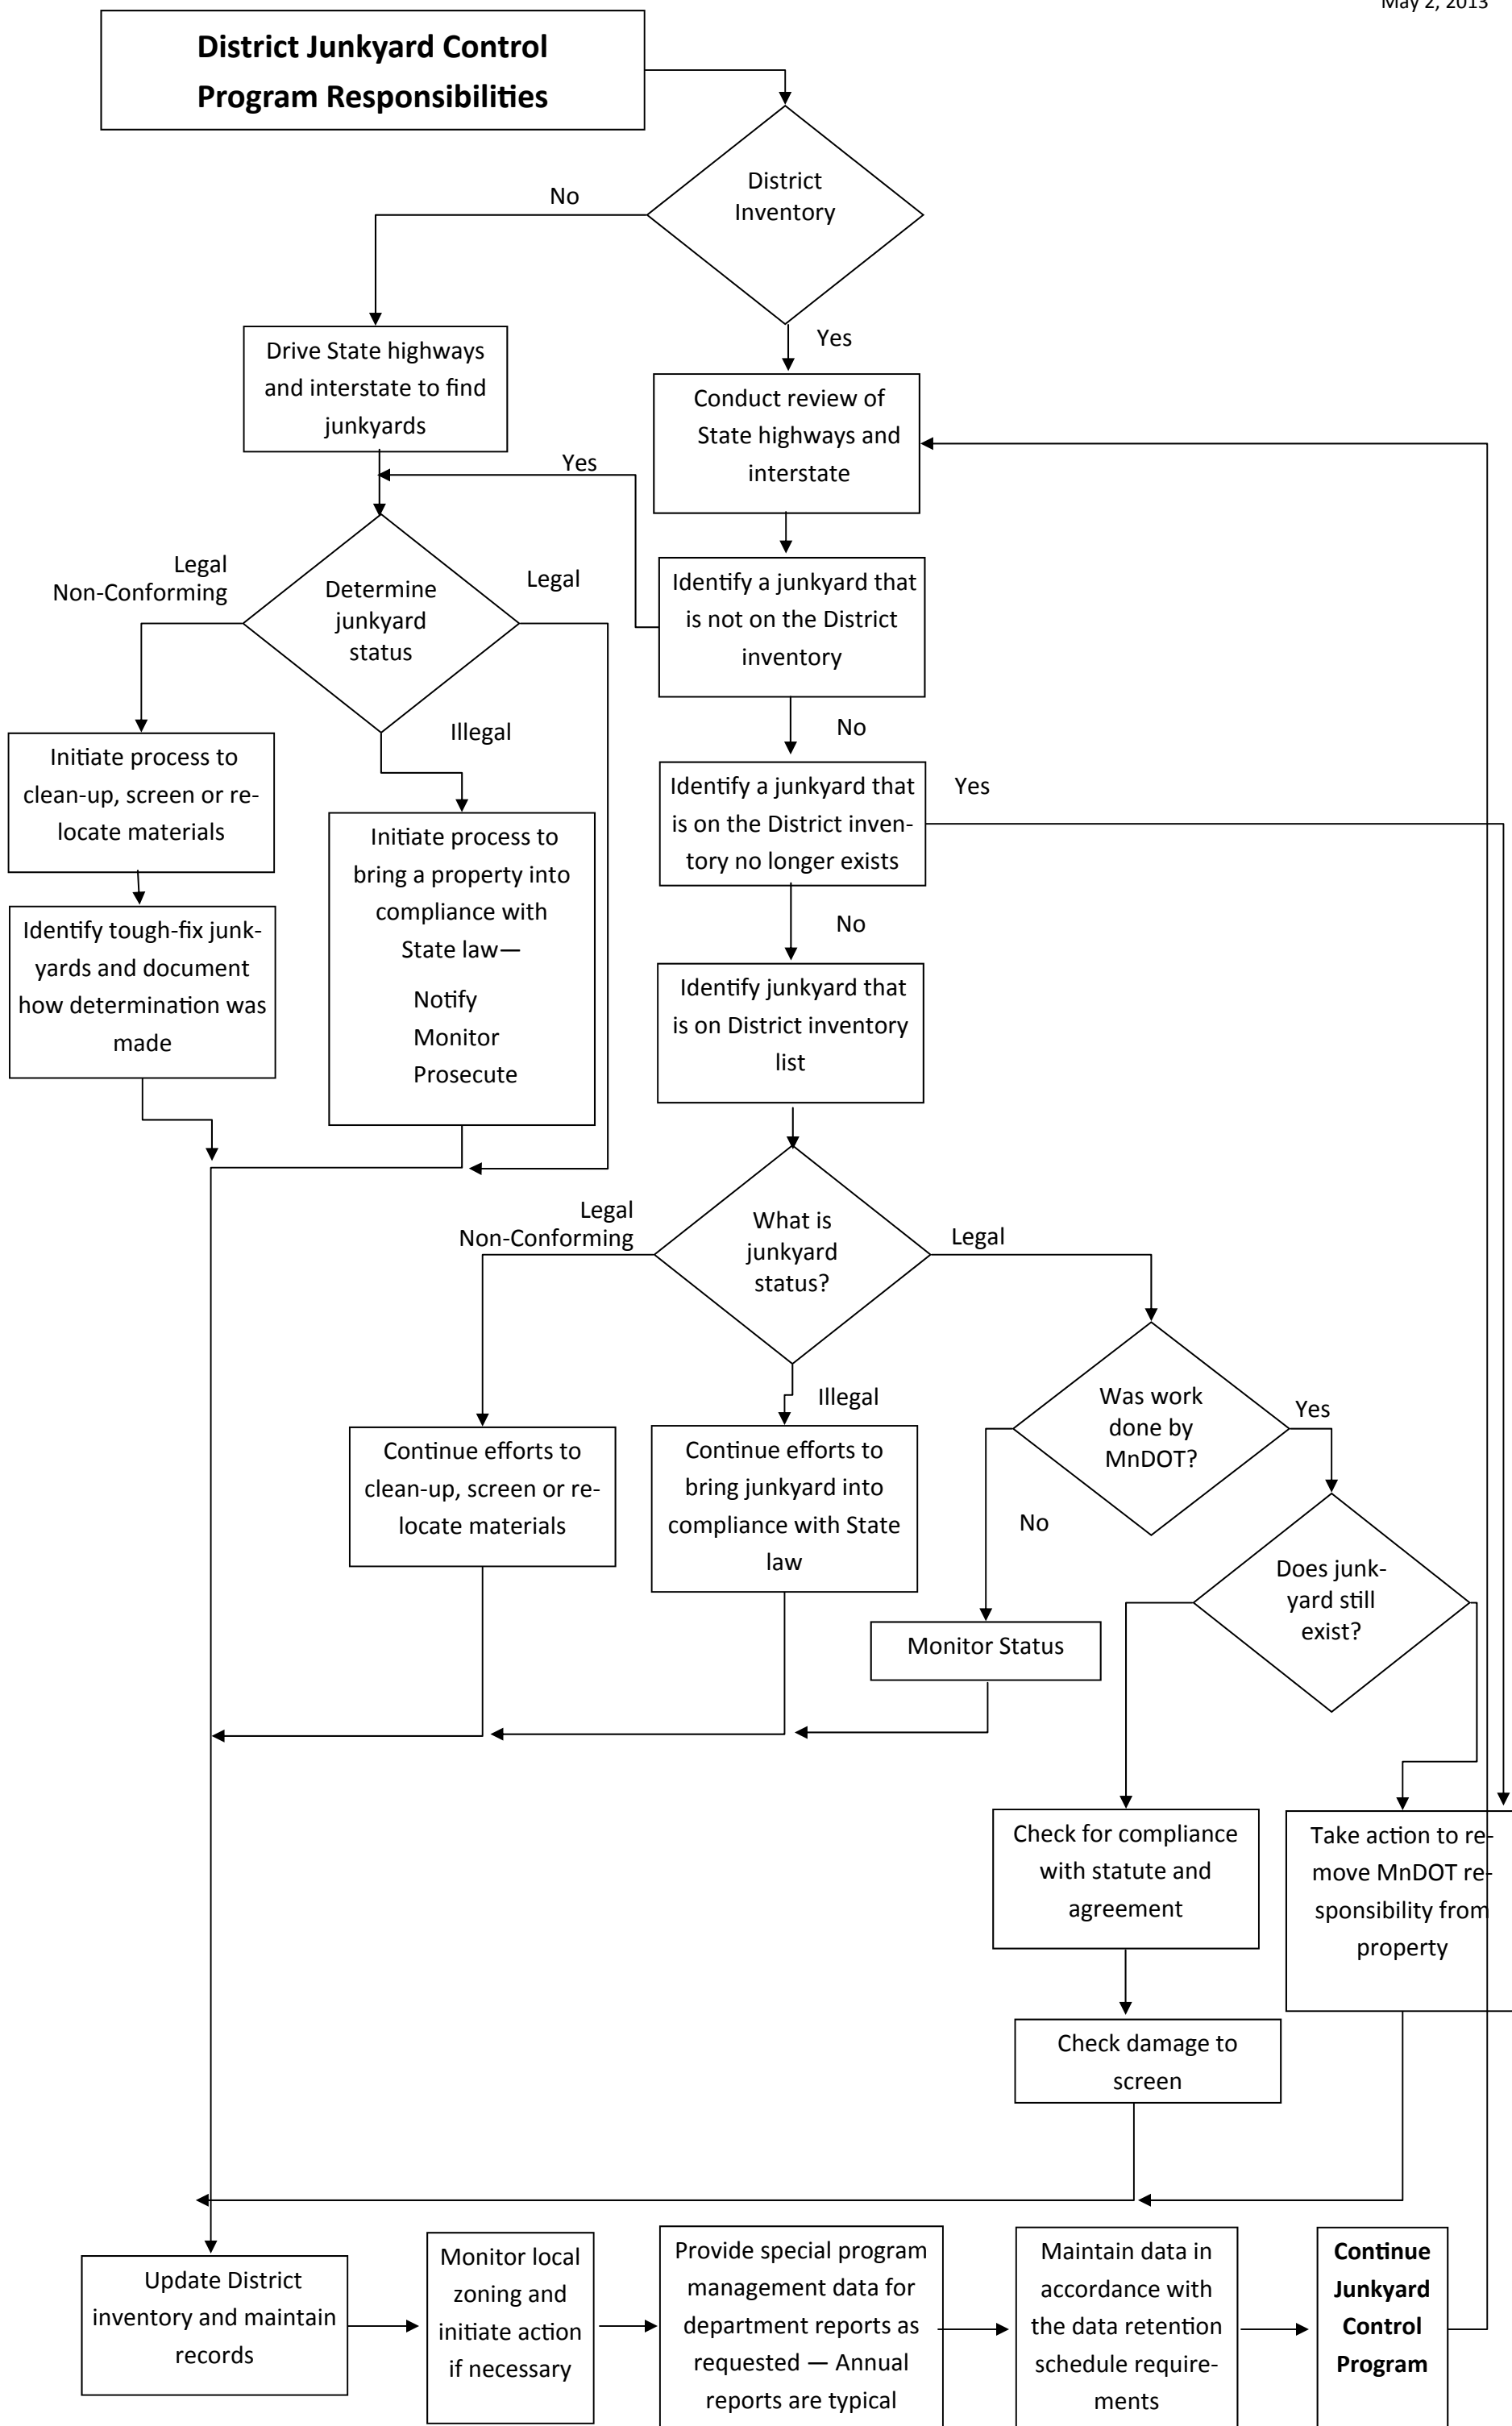 May 2, 2013
District Junkyard Control
Program Responsibilities
District
Inventory
No
Yes
Drive State highways
and interstate to find
junkyards
Conduct review of
State highways and
interstate
Yes
Legal
Non-Conforming
Determine
junkyard
status
Legal
Illegal
Identify a junkyard that
is not on the District
inventory
No
Initiate process to
clean-up, screen or re-
locate materials
Identify tough-fix junk-
yards and document
how determination was
made
Initiate process to
bring a property into
compliance with
State law—
Notify
Monitor
Prosecute
Identify a junkyard that
is on the District inven-
tory no longer exists
Yes
No
Identify junkyard that
is on District inventory
list
Legal
Non-Conforming
What is
junkyard
status?
Legal
Illegal
Continue efforts to
clean-up, screen or re-
locate materials
Continue efforts to
bring junkyard into
compliance with State
law
Was work
done by
MnDOT?
Yes
No
Monitor Status
Does junk-
yard still
exist?
Check for compliance
with statute and
agreement
Take action to re-
move MnDOT re-
sponsibility from
property
Check damage to
screen
Update District
inventory and maintain
records
Monitor local
zoning and
initiate action
if necessary
Provide special program
management data for
department reports as
requested — Annual
reports are typical
Maintain data in
accordance with
the data retention
schedule require-
ments
Continue
Junkyard
Control
Program